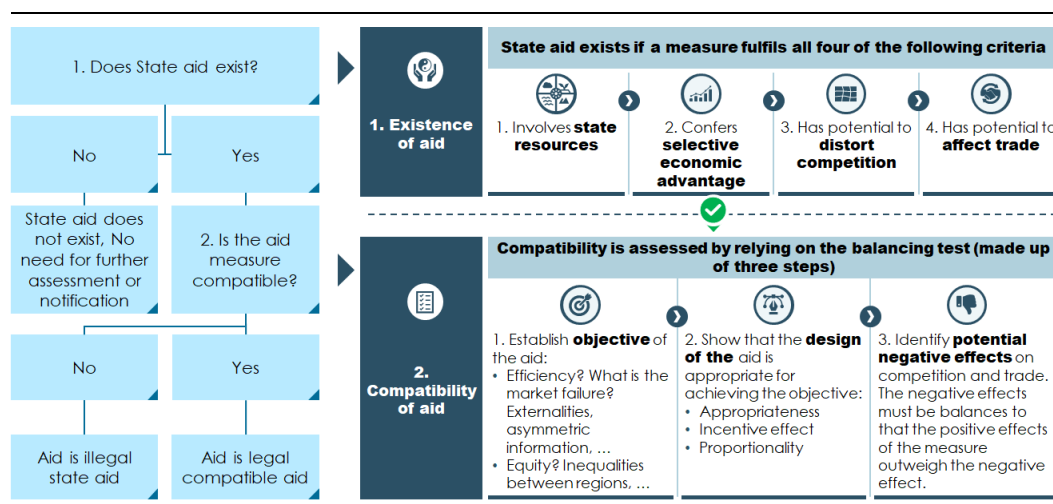 1. Does State aid exist?
No
Yes
State aid does
not exist, No
need for further
assessment or
notification
2. Is the aid
measure
compatible?
No
Yes
Aid is illegal
state aid
Aid is legal
compatible aid
1. Existence
of aid
State aid exists if a measure fulfils all four of the following criteria
1. Involves state
resources
2. Confers
selective
economic
advantage
3. Has potential to
distort
competition
4. Has potential to
affect trade
2.
Compatibility
of aid
Compatibility is assessed by relying on the balancing test (made up
of three steps)
1. Establish objective of
the aid:
• Efficiency? What is the
market failure?
Externalities,
asymmetric
information, ...
• Equity? Inequalities
between regions, ...
2. Show that the design
of the aid is
appropriate for
achieving the objective:
• Appropriateness
• Incentive effect
• Proportionality
3. Identify potential
negative effects on
competition and trade.
The negative effects
must be balances to
that the positive effects
of the measure
outweigh the negative
effect.